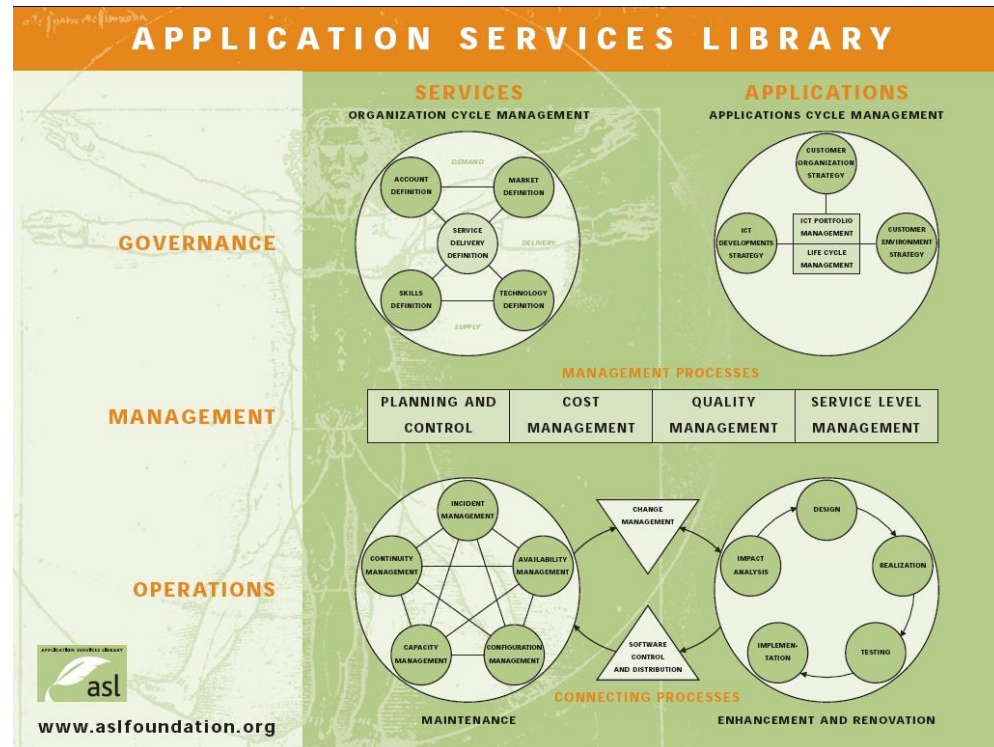 APPLICATION SERVICES LIBRARY
SERVICES
ORGANIZATION CYCLE MANAGEMENT
APPLICATIONS
APPLICATIONS CYCLE MANAGEMENT
GOVERNANCE
DEMAND
ACCOUNT
DEFINITION
MARKET
DEFINITION
SERVICE
DELIVERY
DEFINITION
DELIVERY
SKILLS
DEFINITION
TECHNOLOGY
DEFINITION
SUPPLY
CUSTOMER
ORGANIZATION
STRATEGY
ICT
DEVELOPMENTS
STRATEGY
ICT PORTFOLIO
MANAGEMENT
LIFE CYCLE
MANAGEMENT
CUSTOMER
ENVIRONMENT
STRATEGY
MANAGEMENT
MANAGEMENT PROCESSES
PLANNING AND
CONTROL
COST
MANAGEMENT
QUALITY
MANAGEMENT
SERVICE LEVEL
MANAGEMENT
OPERATIONS
INCIDENT
MANAGEMENT
CONTINUITY
MANAGEMENT
AVAILABILITY
MANAGEMENT
CAPACITY
MANAGEMENT
CONFIGURATION
MANAGEMENT
MAINTENANCE
CHANGE
MANAGEMENT
SOFTWARE
CONTROL
AND DISTRIBUTION
CONNECTING PROCESSES
DESIGN
IMPACT
ANALYSIS
REALIZATION
IMPLEMEN-
TATION
TESTING
ENHANCEMENT AND RENOVATION
APPLICATION SERVICES LIBRARY
asl
www.aslfoundation.org